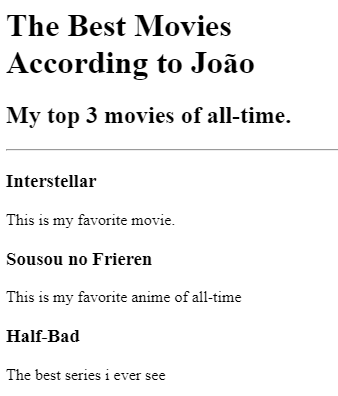 The Best Movies
According to João
My top 3 movies of all-time.
Interstellar
This is my favorite movie.
Sousou no Frieren
This is my favorite anime of all-time
Half-Bad
The best series i ever see